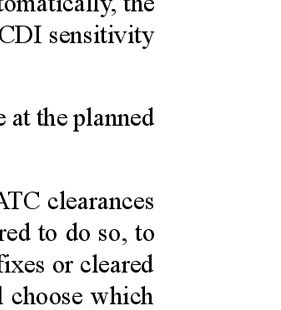 tomatically, the
CDI sensitivity
e at the planned
ATC clearances
red to do so, to
fixes or cleared
l choose which